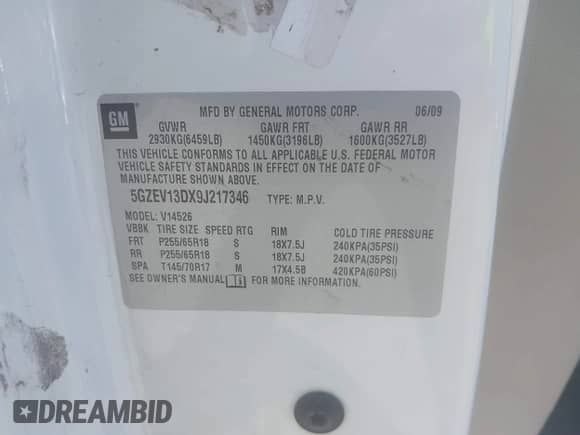 GM
MFD BY GENERAL MOTORS CORP. 06/09
GVWR GAWR FRT GAWR RR
2930KG(6459LB) 1450KG(3196LB) 1600KG(3527LB)
THIS VEHICLE CONFORMS TO ALL APPLICABLE U.S. FEDERAL MOTOR
VEHICLE SAFETY STANDARDS IN EFFECT ON THE DATE OF
MANUFACTURE SHOWN ABOVE.
5GZEV13DX9J217346 TYPE: M.P.V.
MODEL: V14526
VBBK TIRE SIZE SPEED RTG RIM COLD TIRE PRESSURE
FRT P255/65R18 S 18X7.5J 240KPA(35PSI)
RR P255/65R18 S 18X7.5J 240KPA(35PSI)
SPA T145/70R17 M 17X4.5B 420KPA(60PSI)
SEE OWNER'S MANUAL FOR MORE INFORMATION.
DREAMBID